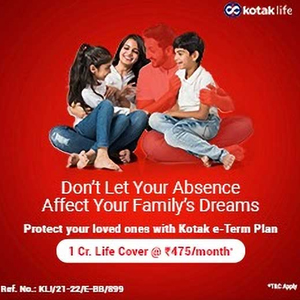 kotak life
Don't Let Your Absence
Affect Your Family's Dreams
Protect your loved ones with Kotak e-Term Plan
1 Cr. Life Cover @ ₹475/month*
Ref. No.: KLI/21-22/E-BB/899
*T&C Apply